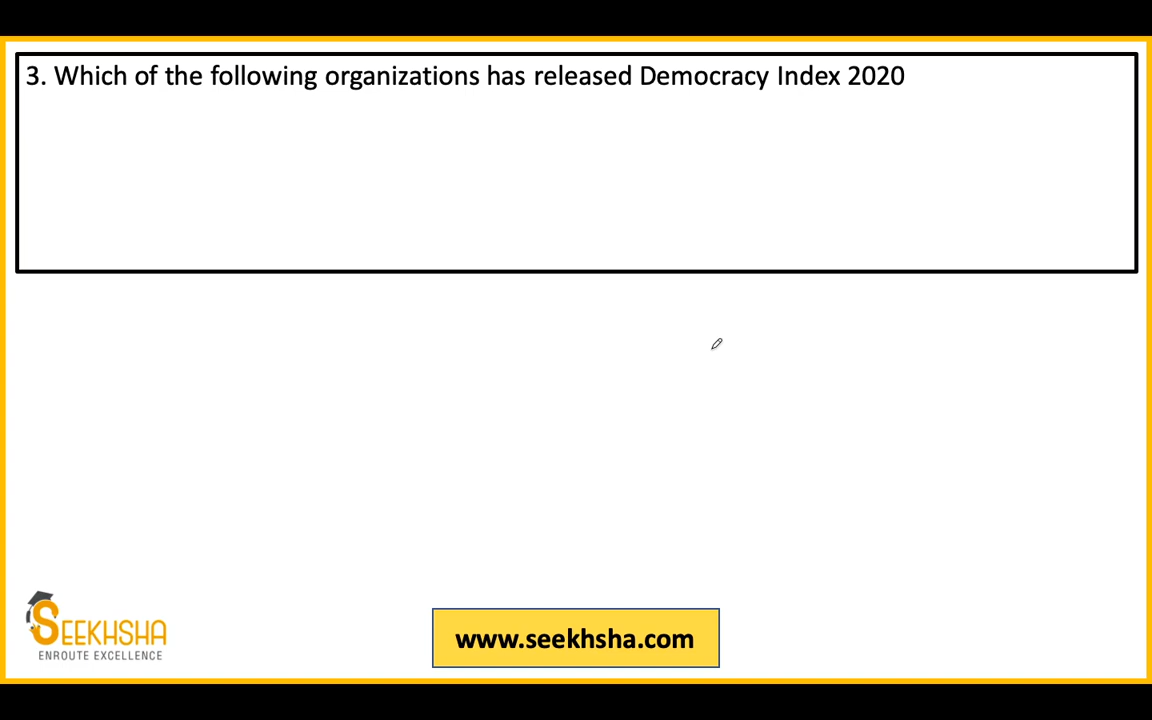 3. Which of the following organizations has released Democracy Index 2020
SEEKHSHA
ENROUTE EXCELLENCE
www.seekhsha.com